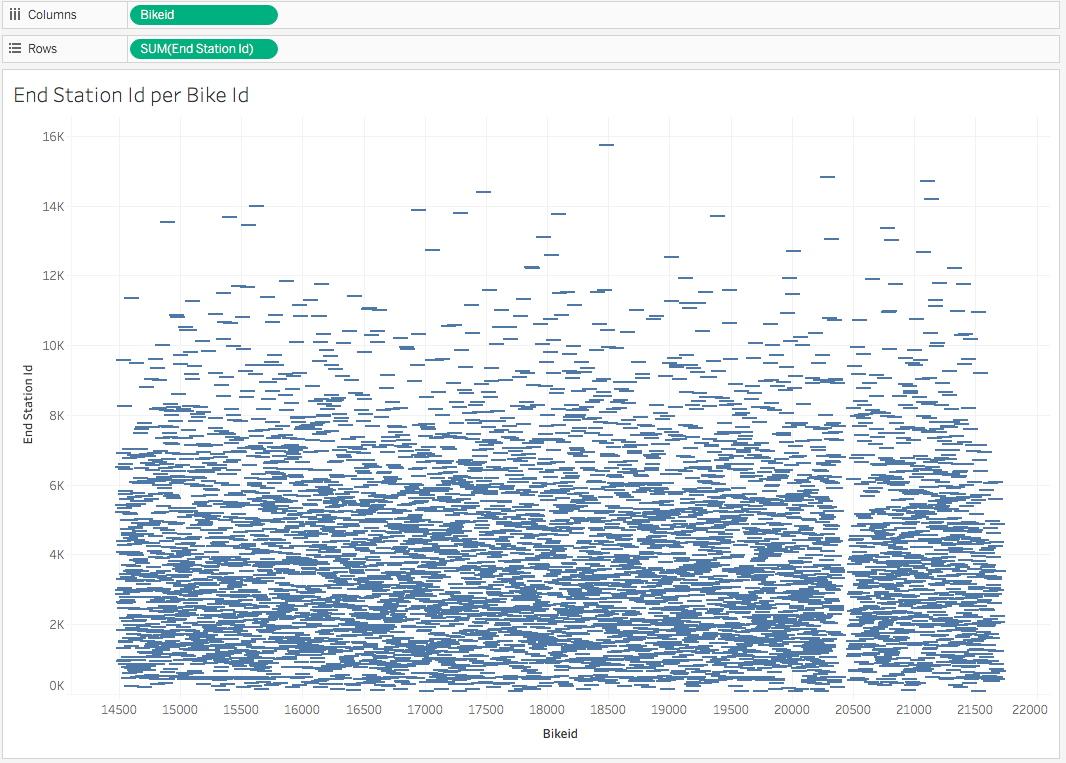 Columns
Bikeid
Rows
SUM(End Station Id)
End Station Id per Bike Id
16K
14K
12K
10K
8K
6K
4K
2K
0K
End Station Id
14500 15000 15500 16000 16500 17000 17500 18000 18500 19000 19500 20000 20500 21000 21500 22000
Bikeid